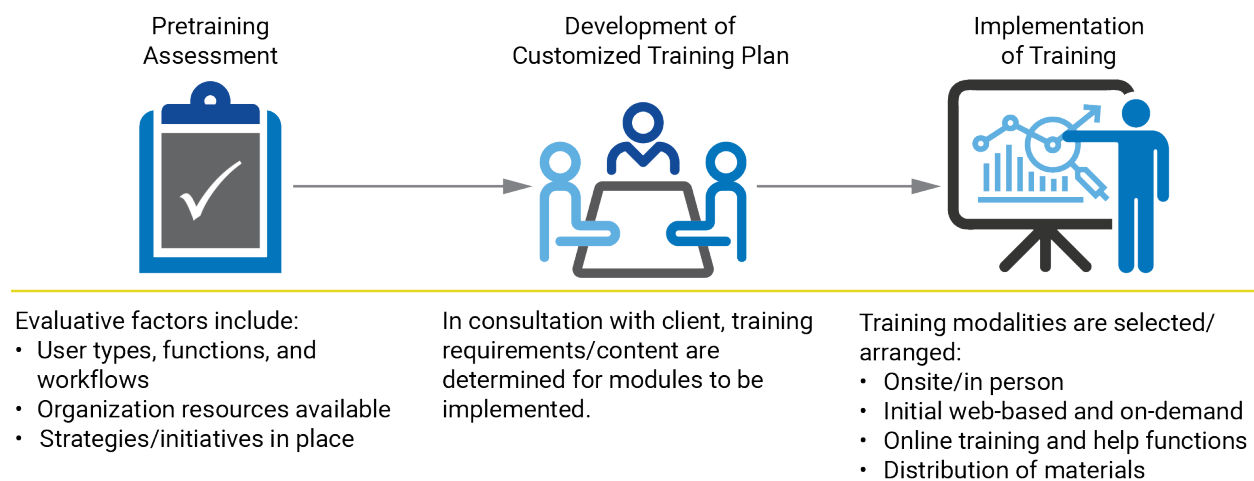 Pretraining
Assessment
Development of
Customized Training Plan
Implementation
of Training
Evaluative factors include:
• User types, functions, and
workflows
• Organization resources available
• Strategies/initiatives in place
In consultation with client, training
requirements/content are
determined for modules to be
implemented.
Training modalities are selected/
arranged:
• Onsite/in person
• Initial web-based and on-demand
• Online training and help functions
• Distribution of materials